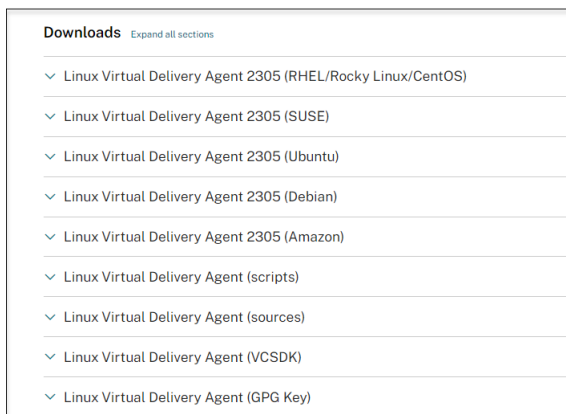 Downloads Expand all sections
Linux Virtual Delivery Agent 2305 (RHEL/Rocky Linux/CentOS)
Linux Virtual Delivery Agent 2305 (SUSE)
Linux Virtual Delivery Agent 2305 (Ubuntu)
Linux Virtual Delivery Agent 2305 (Debian)
Linux Virtual Delivery Agent 2305 (Amazon)
Linux Virtual Delivery Agent (scripts)
Linux Virtual Delivery Agent (sources)
Linux Virtual Delivery Agent (VCSDK)
Linux Virtual Delivery Agent (GPG Key)